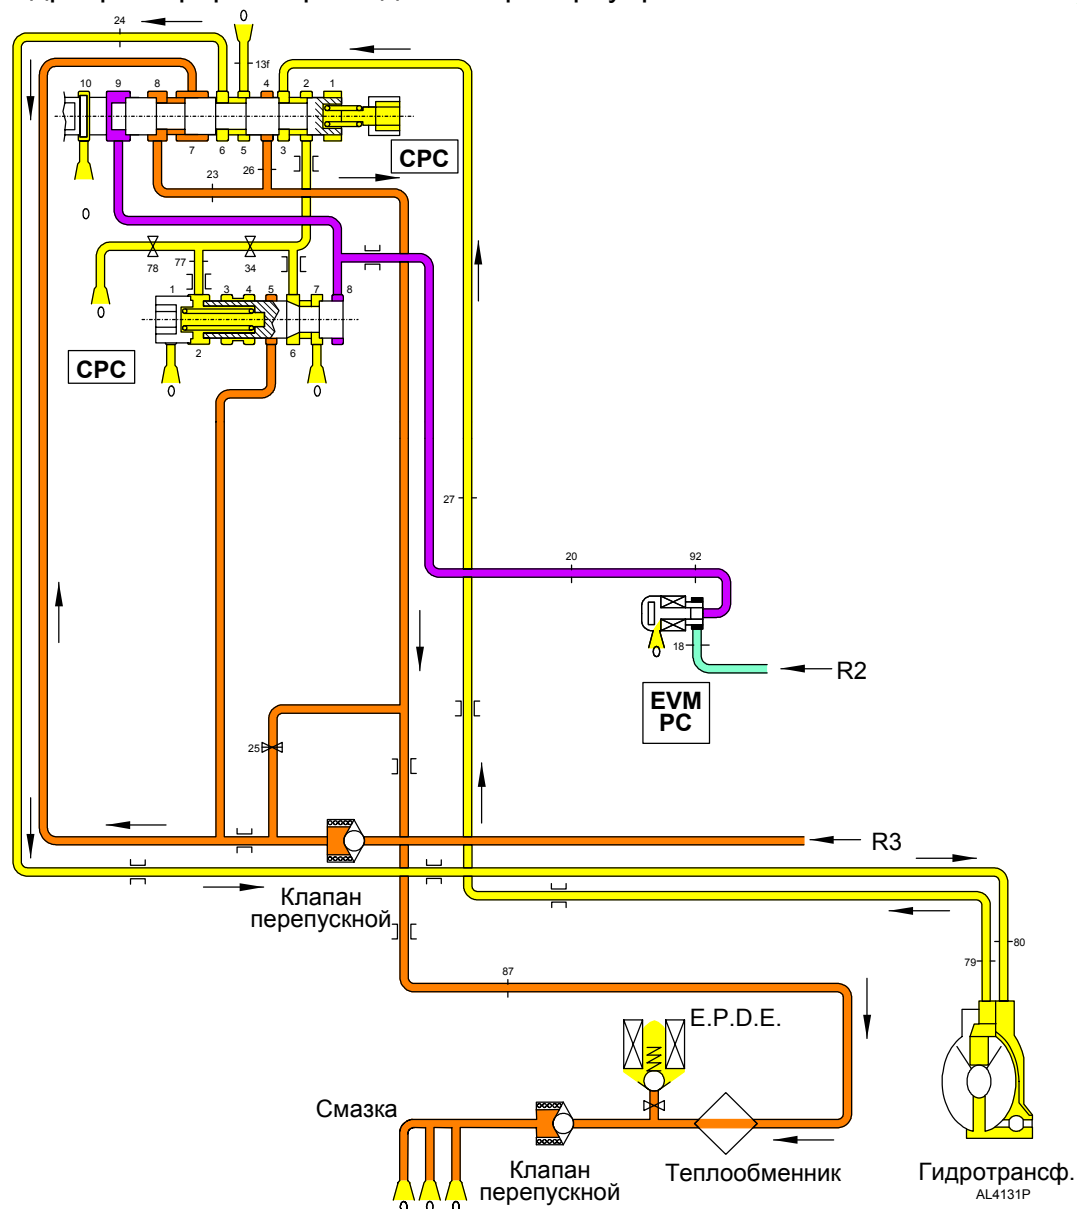 24
0
13f
10
9
8
4
2
1
7
6
5
3
CPC
23
26
0
78
77
34
0
1
3
4
5
7
8
2
6
CPC
0
0
27
20
92
18
0
R2
EVM
PC
25
R3
Клапан
перепускной
80
79
87
E.P.D.E.
Смазка
Клапан
перепускной
Теплообменник
Гидротрансф.
AL4131P
0
0
0